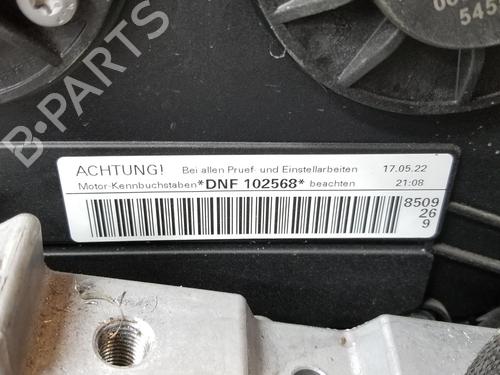 B-PARTS
545
ACHTUNG! Bei allen Pruef- und Einstellarbeiten 17.05.22
Motor-Kennbuchstaben *DNF 102568* beachten 21:08
8509
26
9